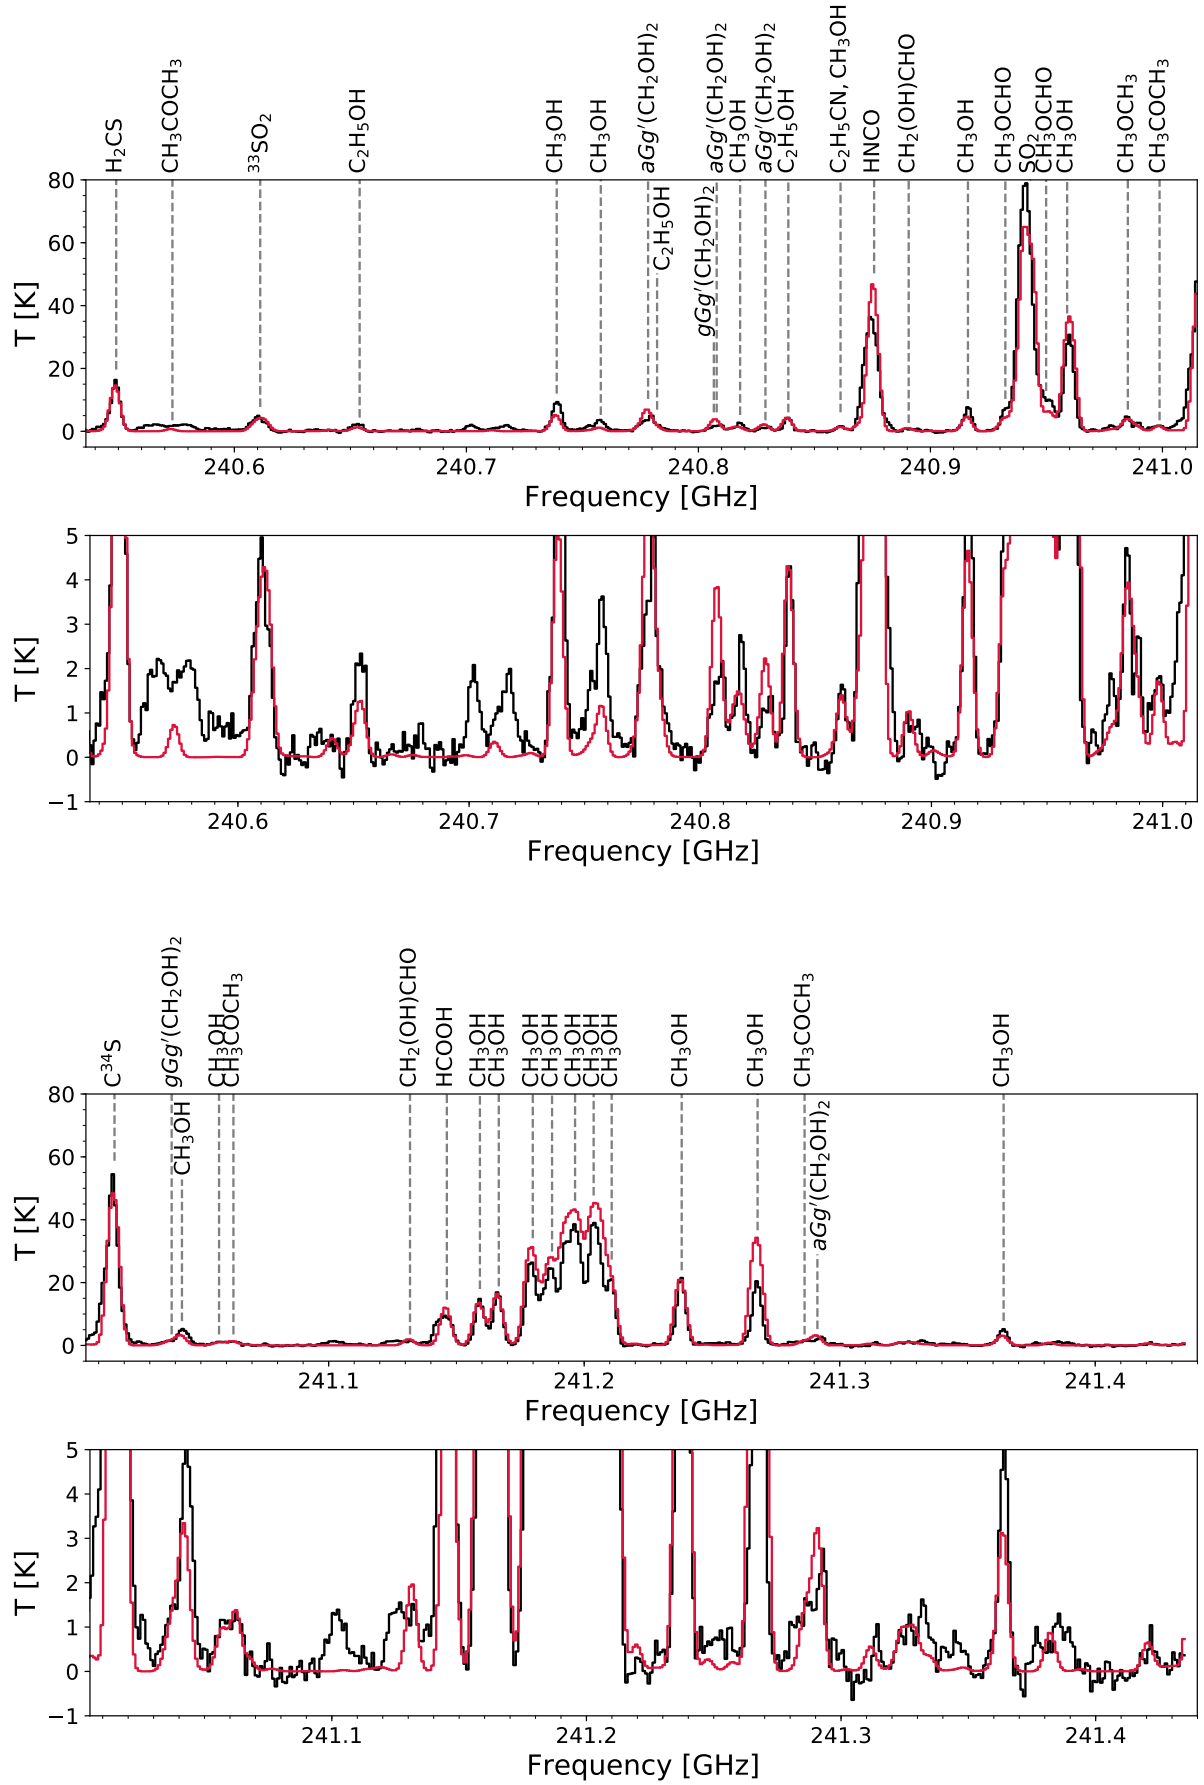 H₂CS
CH₃COCH₃
³³SO₂
C₂H₅OH
CH₃OH
CH₃OH
aGg′(CH₂OH)₂
C₂H₅OH
gGg′(CH₂OH)₂
aGg′(CH₂OH)₂
CH₃OH
aGg′(CH₂OH)₂
C₂H₅OH
C₂H₅CN, CH₃OH
HNCO
CH₂(OH)CHO
CH₃OH
CH₃OCHO
SO₂
CH₃OCHO
CH₃OH
CH₃OCH₃
CH₃COCH₃
80
60
40
20
0
T [K]
240.6
240.7
240.8
240.9
241.0
Frequency [GHz]
5
4
3
2
1
0
−1
T [K]
240.6
240.7
240.8
240.9
241.0
Frequency [GHz]
C³⁴S
gGg′(CH₂OH)₂
CH₃OH
CH₃OH
CH₃COCH₃
CH₂(OH)CHO
HCOOH
CH₃OH
CH₃OH
CH₃OH
CH₃OH
CH₃OH
CH₃OH
CH₃OH
CH₃OH
CH₃OH
CH₃COCH₃
aGg′(CH₂OH)₂
CH₃OH
80
60
40
20
0
T [K]
241.1
241.2
241.3
241.4
Frequency [GHz]
5
4
3
2
1
0
−1
T [K]
241.1
241.2
241.3
241.4
Frequency [GHz]